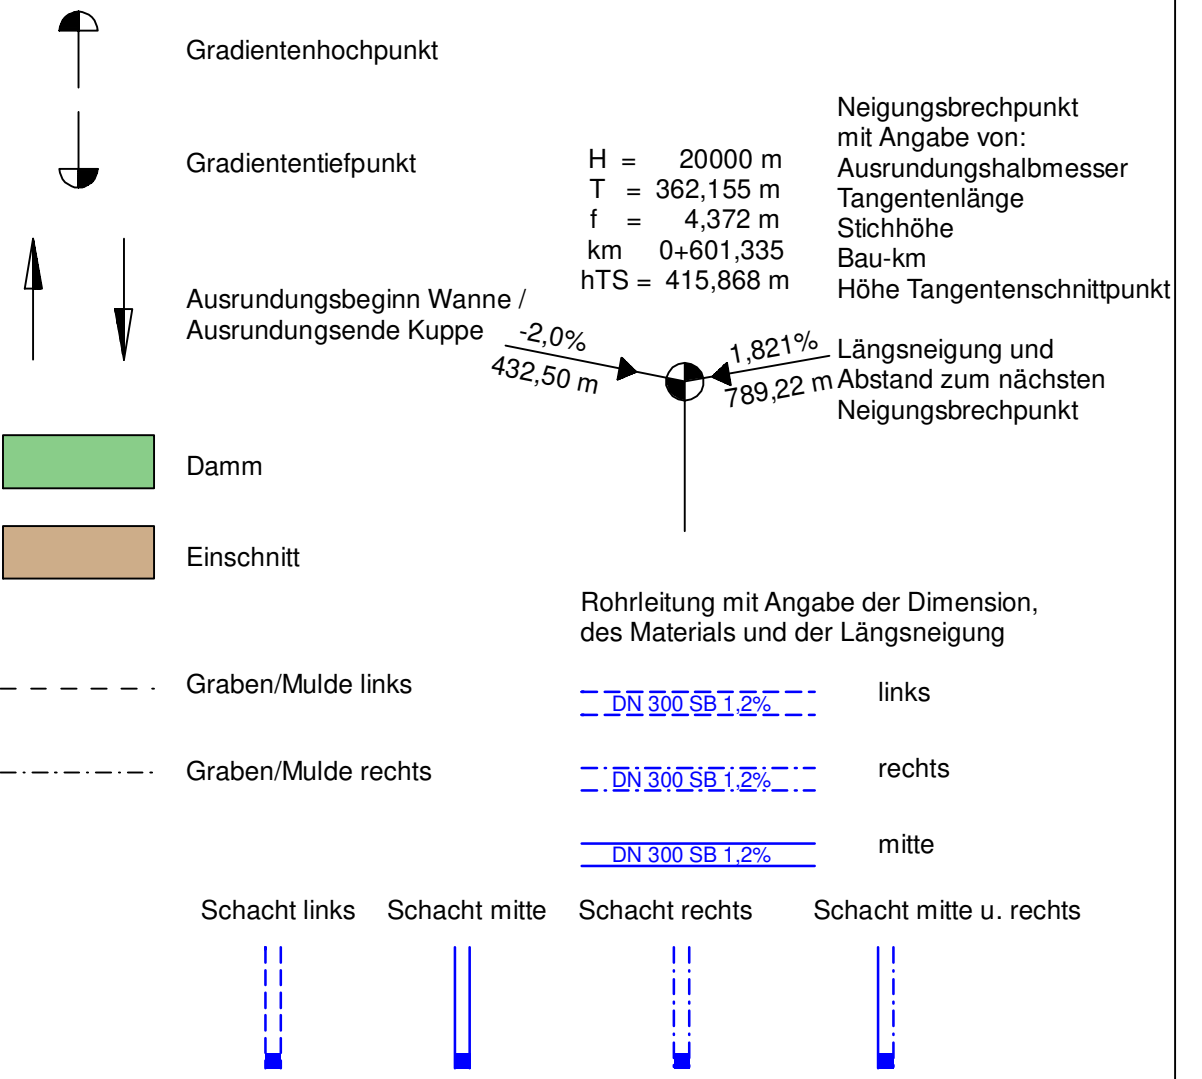 Gradientenhochpunkt
Gradiententiefpunkt
Ausrundungsbeginn Wanne /
Ausrundungsende Kuppe
Damm
Einschnitt
Graben/Mulde links
Graben/Mulde rechts
H = 20000 m
T = 362,155 m
f = 4,372 m
km 0+601,335
hTS = 415,868 m
Neigungsbrechpunkt
mit Angabe von:
Ausrundungshalbmesser
Tangentenlänge
Stichhöhe
Bau-km
Höhe Tangentenschnittpunkt
-2,0%
432,50 m
1,821%
789,22 m
Längsneigung und
Abstand zum nächsten
Neigungsbrechpunkt
Rohrleitung mit Angabe der Dimension,
des Materials und der Längsneigung
DN 300 SB 1,2%
links
DN 300 SB 1,2%
rechts
DN 300 SB 1,2%
mitte
Schacht links
Schacht mitte
Schacht rechts
Schacht mitte u. rechts